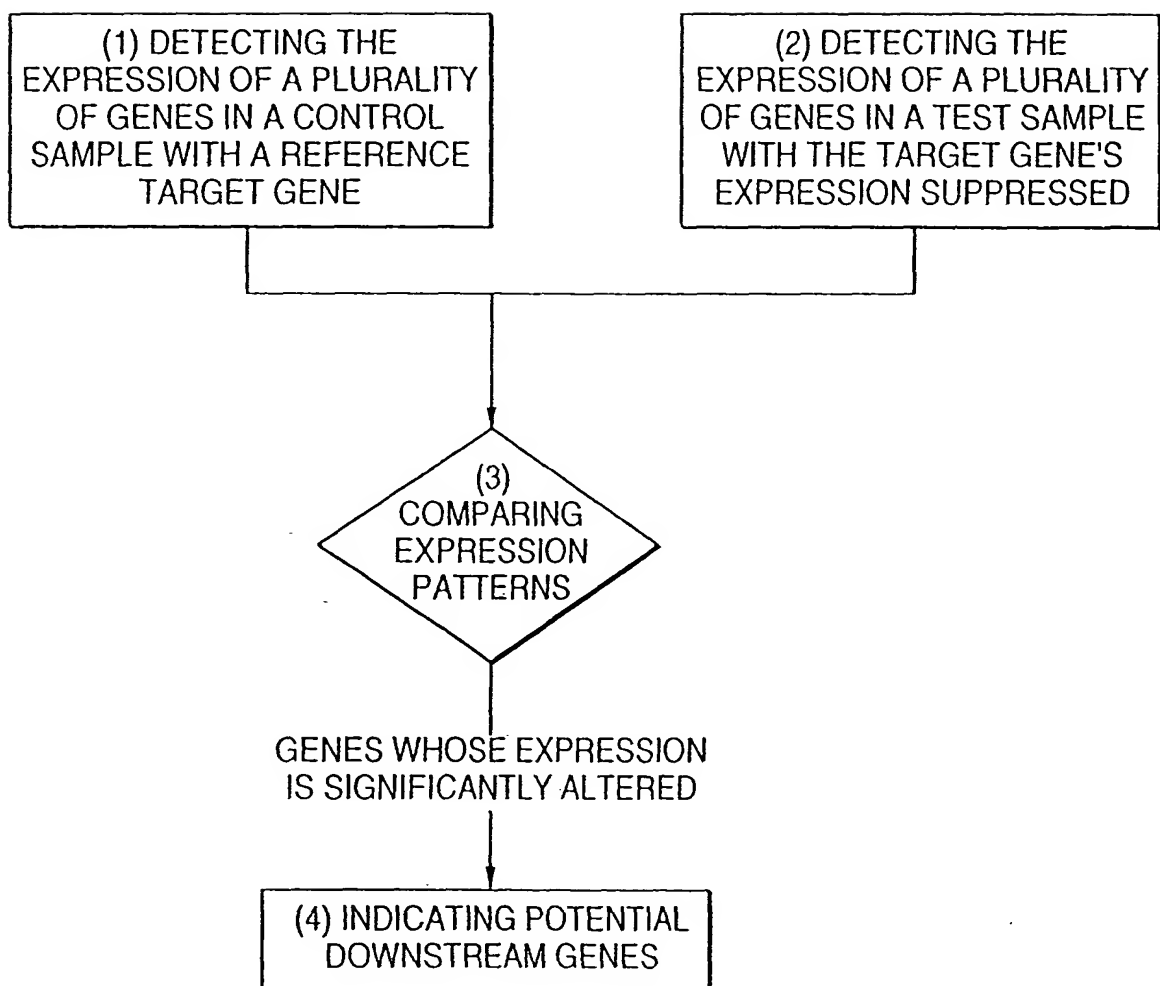 (1) DETECTING THE
EXPRESSION OF A PLURALITY
OF GENES IN A CONTROL
SAMPLE WITH A REFERENCE
TARGET GENE
(2) DETECTING THE
EXPRESSION OF A PLURALITY
OF GENES IN A TEST SAMPLE
WITH THE TARGET GENE'S
EXPRESSION SUPPRESSED
(3)
COMPARING
EXPRESSION
PATTERNS
GENES WHOSE EXPRESSION
IS SIGNIFICANTLY ALTERED
(4) INDICATING POTENTIAL
DOWNSTREAM GENES